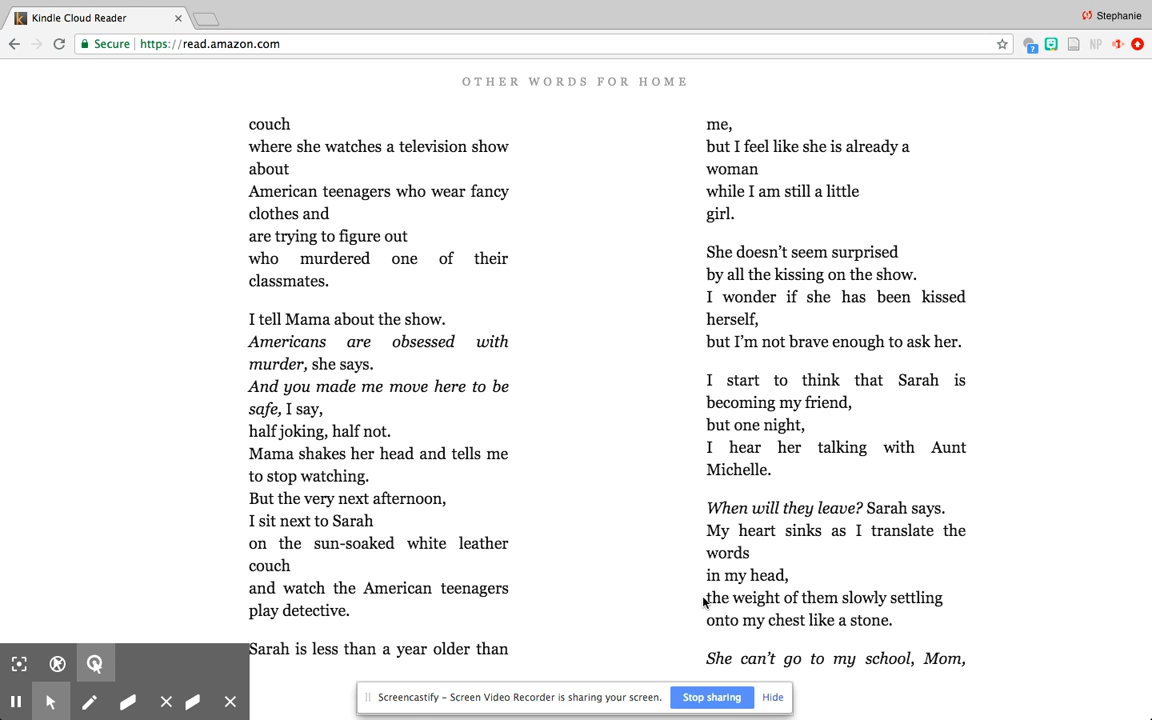 Kindle Cloud Reader
Stephanie
Secure https://read.amazon.com
7
NP
OTHER WORDS FOR HOME
couch
where she watches a television show
about
American teenagers who wear fancy
clothes and
are trying to figure out
who murdered one of their
classmates.
I tell Mama about the show.
Americans are obsessed with
murder, she says.
And you made me move here to be
safe, I say,
half joking, half not.
Mama shakes her head and tells me
to stop watching.
But the very next afternoon,
I sit next to Sarah
on the sun-soaked white leather
couch
and watch the American teenagers
play detective.
Sarah is less than a year older than
me,
but I feel like she is already a
woman
while I am still a little
girl.
She doesn't seem surprised
by all the kissing on the show.
I wonder if she has been kissed
herself,
but I'm not brave enough to ask her.
I start to think that Sarah is
becoming my friend,
but one night,
I hear her talking with Aunt
Michelle.
When will they leave? Sarah says.
My heart sinks as I translate the
words
in my head,
the weight of them slowly settling
onto my chest like a stone.
She can't go to my school, Mom,
Screencastify – Screen Video Recorder is sharing your screen.
Stop sharing
Hide